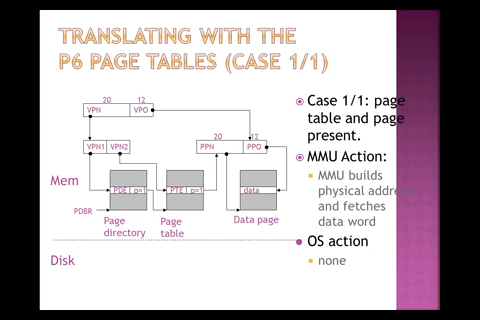 TRANSLATING WITH THE
P6 PAGE TABLES (CASE 1/1)
20 12
VPN VPO
VPN1 VPN2
20 12
PPN PPO
Mem
PDE p=1
PTE p=1
data
PDBR
Page
directory
Page
table
Data page
Disk
Case 1/1: page
table and page
present.
MMU Action:
MMU builds
physical address
and fetches
data word
OS action
none